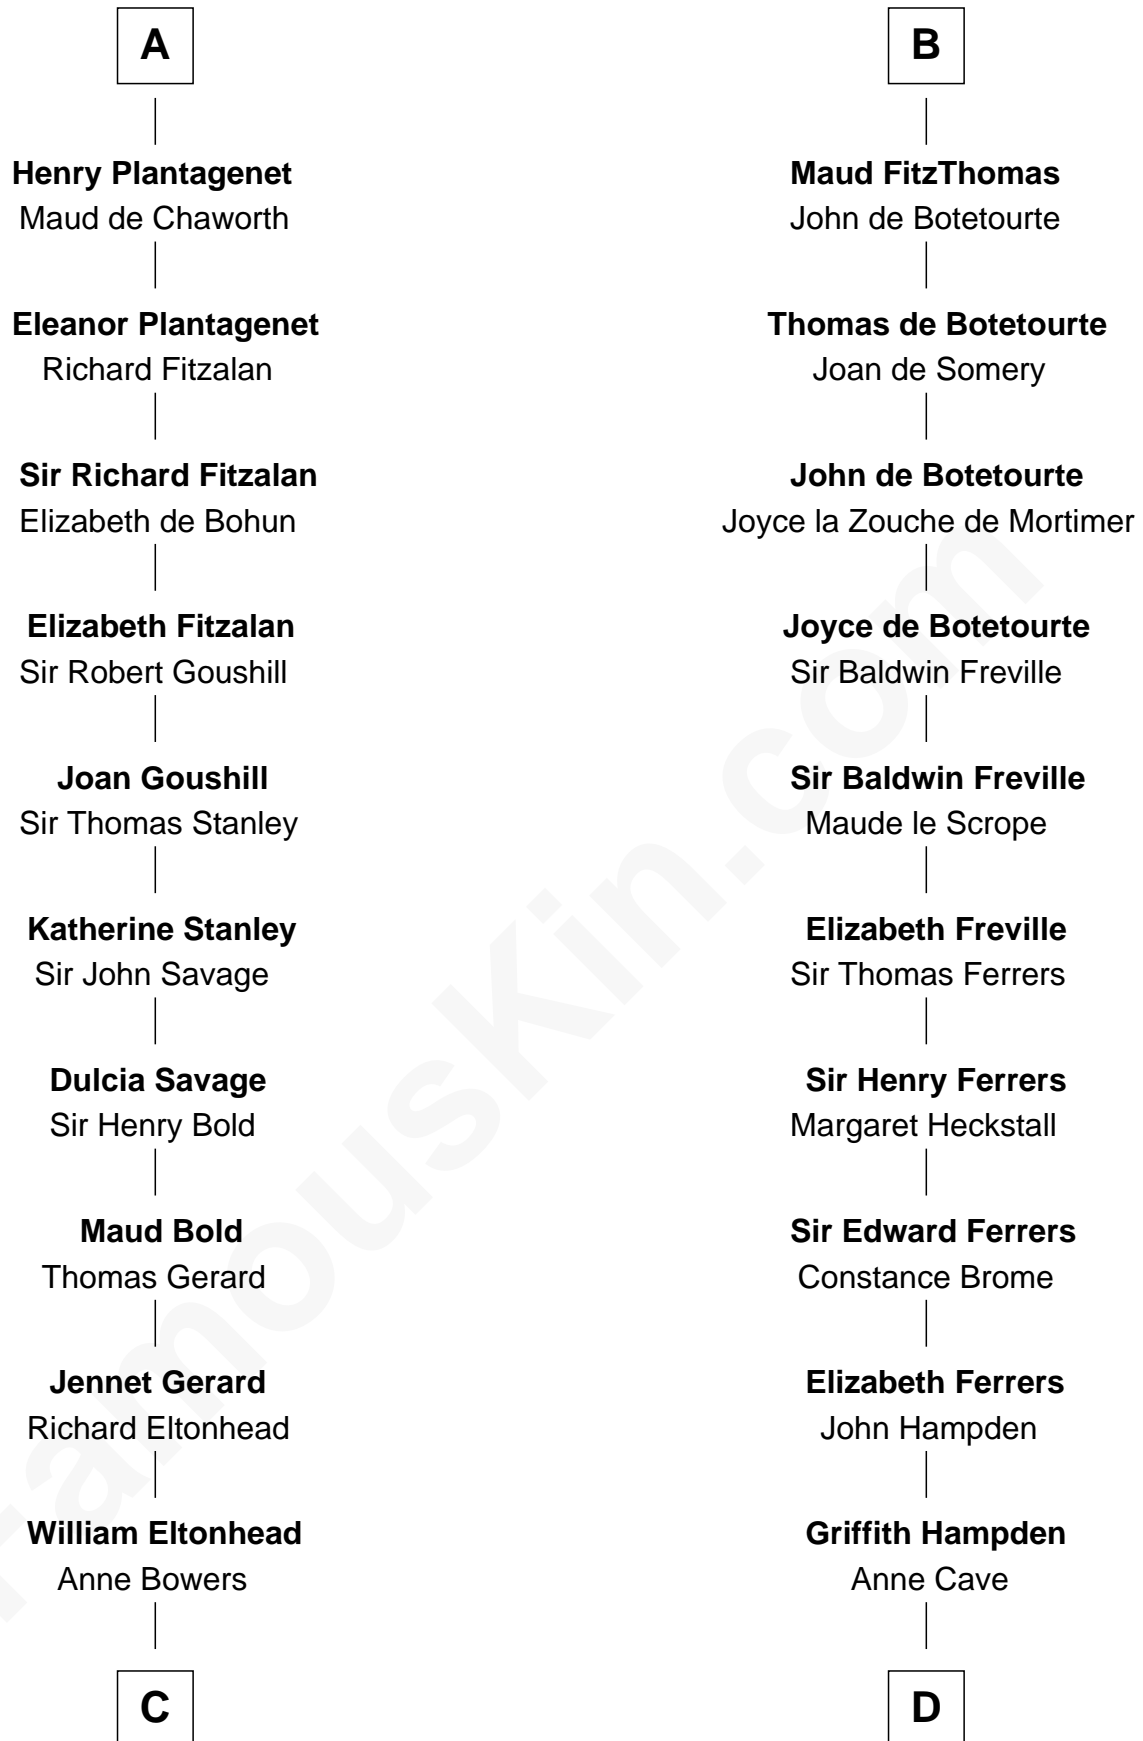 A
Henry Plantagenet
Maud de Chaworth
Eleanor Plantagenet
Richard Fitzalan
Sir Richard Fitzalan
Elizabeth de Bohun
Elizabeth Fitzalan
Sir Robert Goushill
Joan Goushill
Sir Thomas Stanley
Katherine Stanley
Sir John Savage
Dulcia Savage
Sir Henry Bold
Maud Bold
Thomas Gerard
Jennet Gerard
Richard Eltonhead
William Eltonhead
Anne Bowers
C
B
Maud FitzThomas
John de Botetourte
Thomas de Botetourte
Joan de Somery
John de Botetourte
Joyce la Zouche de Mortimer
Joyce de Botetourte
Sir Baldwin Freville
Sir Baldwin Freville
Maude le Scrope
Elizabeth Freville
Sir Thomas Ferrers
Sir Henry Ferrers
Margaret Heckstall
Sir Edward Ferrers
Constance Brome
Elizabeth Ferrers
John Hampden
Griffith Hampden
Anne Cave
D
FamousKin.com